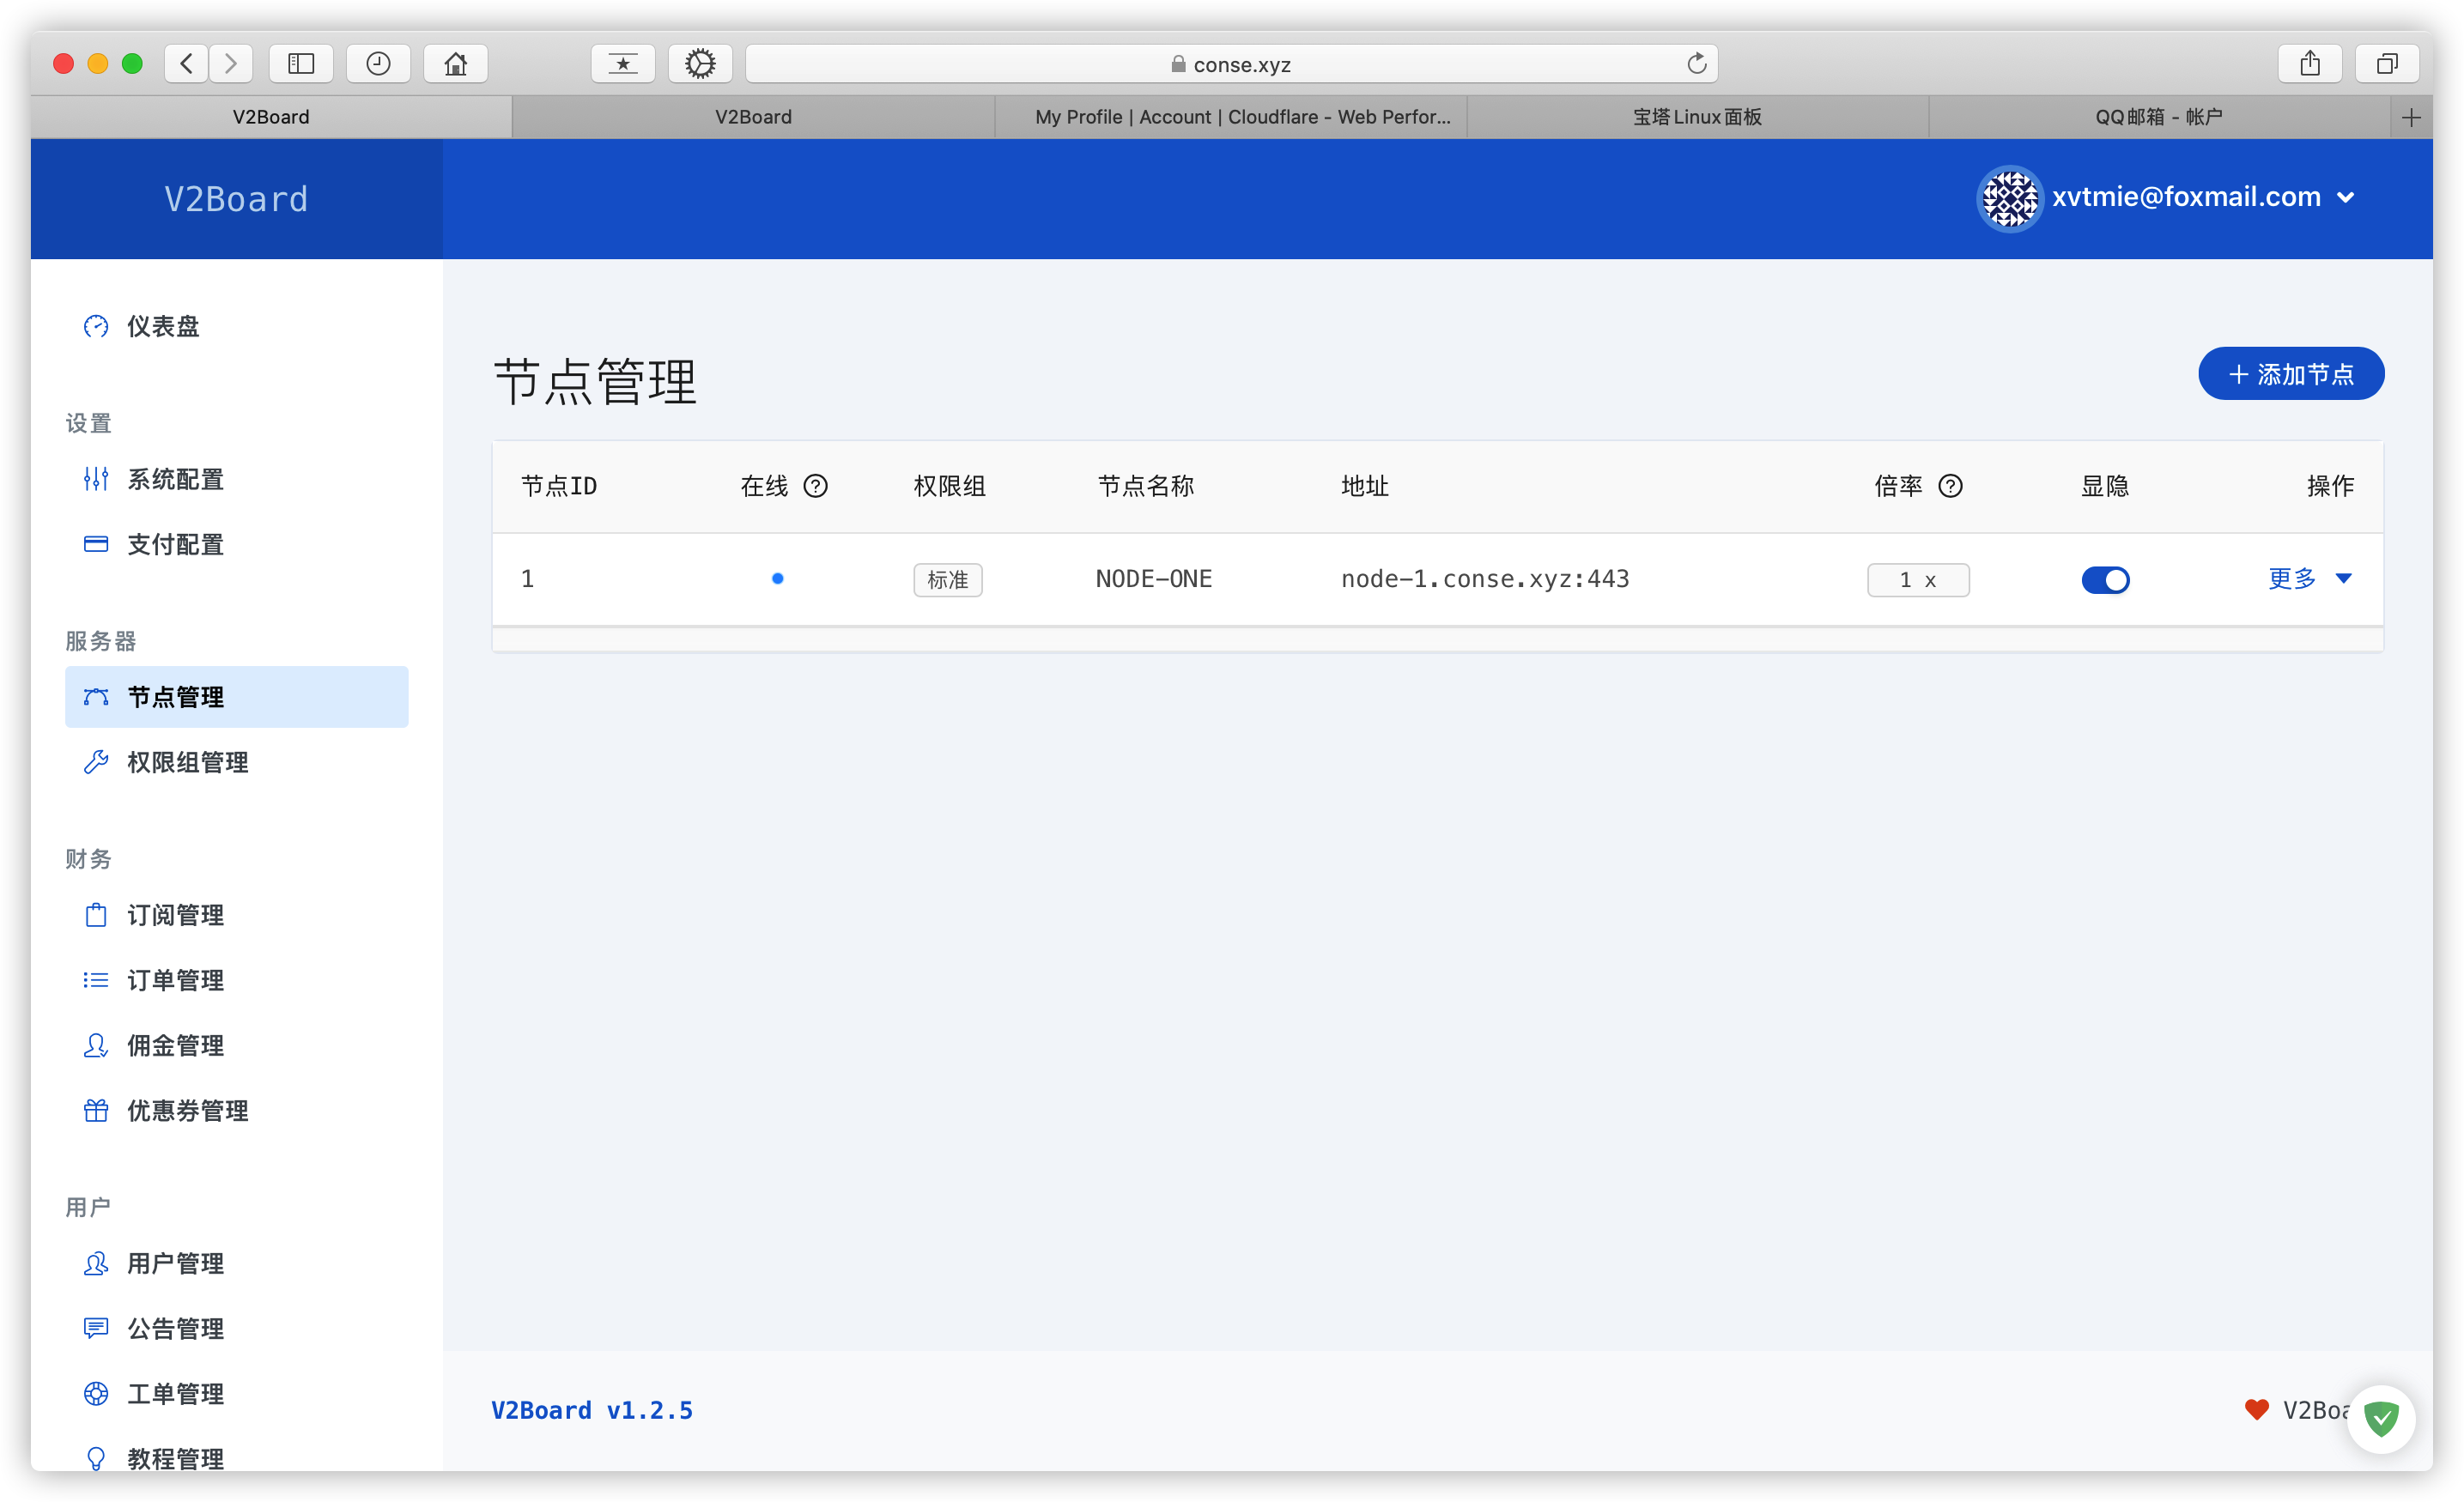 conse.xyz
V2Board
V2Board
My Profile | Account | Cloudflare - Web Perfor...
宝塔Linux面板
QQ邮箱 - 帐户
V2Board
xvtmie@foxmail.com
仪表盘
设置
系统配置
支付配置
服务器
节点管理
权限组管理
财务
订阅管理
订单管理
佣金管理
优惠券管理
用户
用户管理
公告管理
工单管理
教程管理
节点管理
添加节点
节点ID 在线 权限组 节点名称 地址 倍率 显隐 操作
1 标准 NODE-ONE node-1.conse.xyz:443 1 x 更多
V2Board v1.2.5
V2Boa